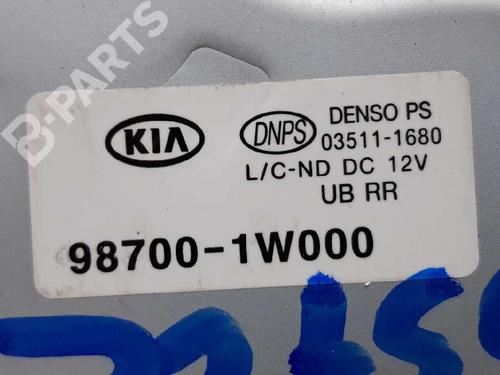 B-PARTS
KIA
DNPS
DENSO PS
03511-1680
L/C-ND DC 12V
UB RR
98700-1W000